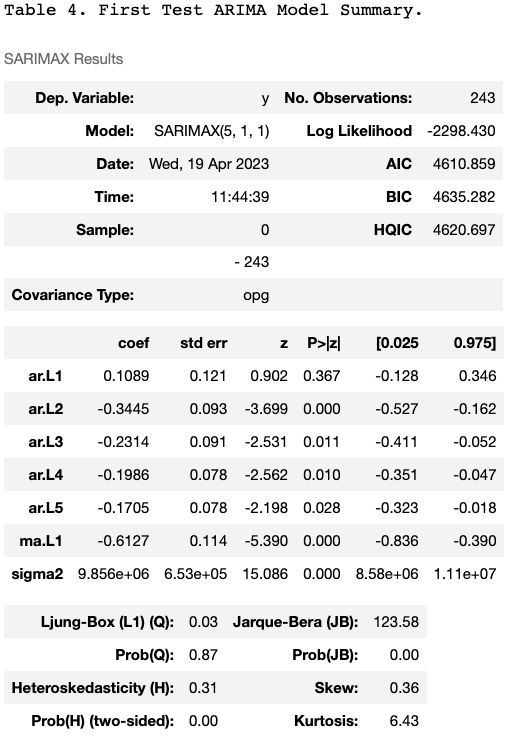 Table 4. First Test ARIMA Model Summary.
SARIMAX Results
Dep. Variable: y No. Observations: 243
Model: SARIMAX(5, 1, 1) Log Likelihood -2298.430
Date: Wed, 19 Apr 2023 AIC 4610.859
Time: 11:44:39 BIC 4635.282
Sample: 0 HQIC 4620.697
- 243
Covariance Type: opg
coef std err z P>|z| [0.025 0.975]
ar.L1 0.1089 0.121 0.902 0.367 -0.128 0.346
ar.L2 -0.3445 0.093 -3.699 0.000 -0.527 -0.162
ar.L3 -0.2314 0.091 -2.531 0.011 -0.411 -0.052
ar.L4 -0.1986 0.078 -2.562 0.010 -0.351 -0.047
ar.L5 -0.1705 0.078 -2.198 0.028 -0.323 -0.018
ma.L1 -0.6127 0.114 -5.390 0.000 -0.836 -0.390
sigma2 9.856e+06 6.53e+05 15.086 0.000 8.58e+06 1.11e+07
Ljung-Box (L1) (Q): 0.03 Jarque-Bera (JB): 123.58
Prob(Q): 0.87 Prob(JB): 0.00
Heteroskedasticity (H): 0.31 Skew: 0.36
Prob(H) (two-sided): 0.00 Kurtosis: 6.43